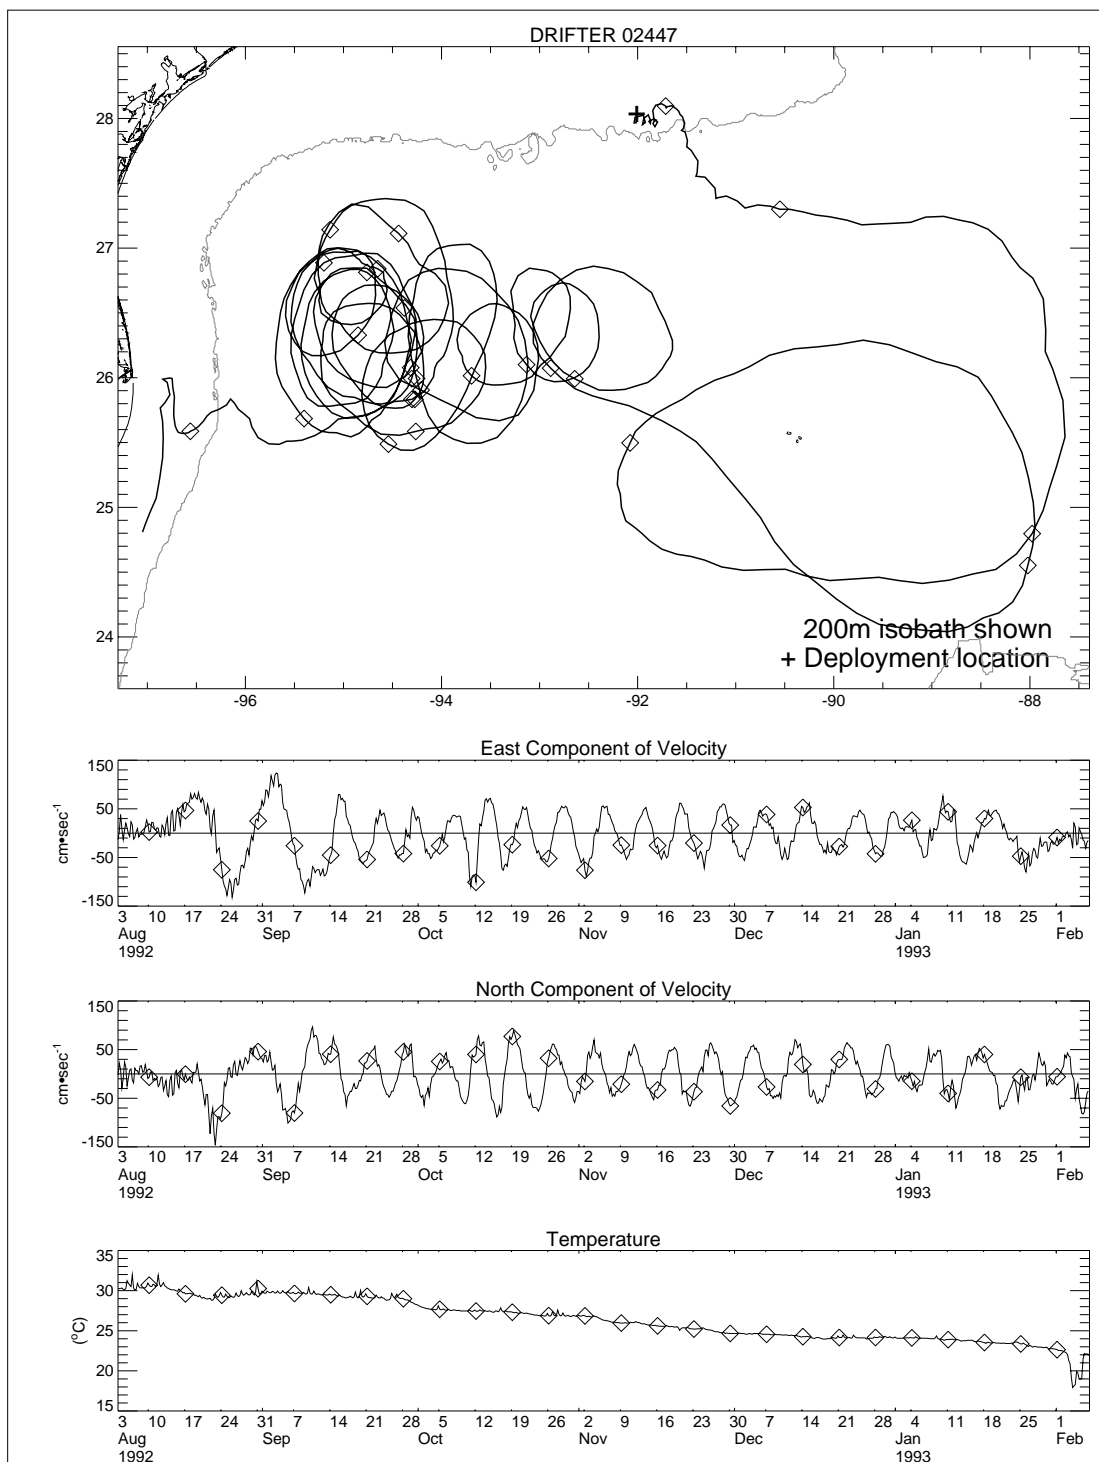 DRIFTER 02447
28
27
26
25
24
200m isobath shown
+ Deployment location
-96 -94 -92 -90 -88
East Component of Velocity
150
50
-50
-150
cm•sec-1
3 10 17 24 31 7 14 21 28 5 12 19 26 2 9 16 23 30 7 14 21 28 4 11 18 25 1
Aug Sep Oct Nov Dec Jan Feb
1992 1993
North Component of Velocity
150
50
-50
-150
cm•sec-1
3 10 17 24 31 7 14 21 28 5 12 19 26 2 9 16 23 30 7 14 21 28 4 11 18 25 1
Aug Sep Oct Nov Dec Jan Feb
1992 1993
Temperature
35
30
25
20
15
(°C)
3 10 17 24 31 7 14 21 28 5 12 19 26 2 9 16 23 30 7 14 21 28 4 11 18 25 1
Aug Sep Oct Nov Dec Jan Feb
1992 1993